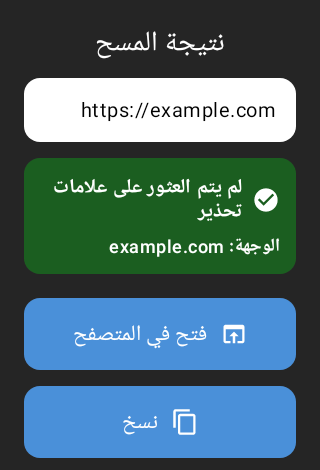 نتيجة المسح
https://example.com
لم يتم العثور على علامات
تحذير
الوجهة: example.com
فتح في المتصفح
نسخ